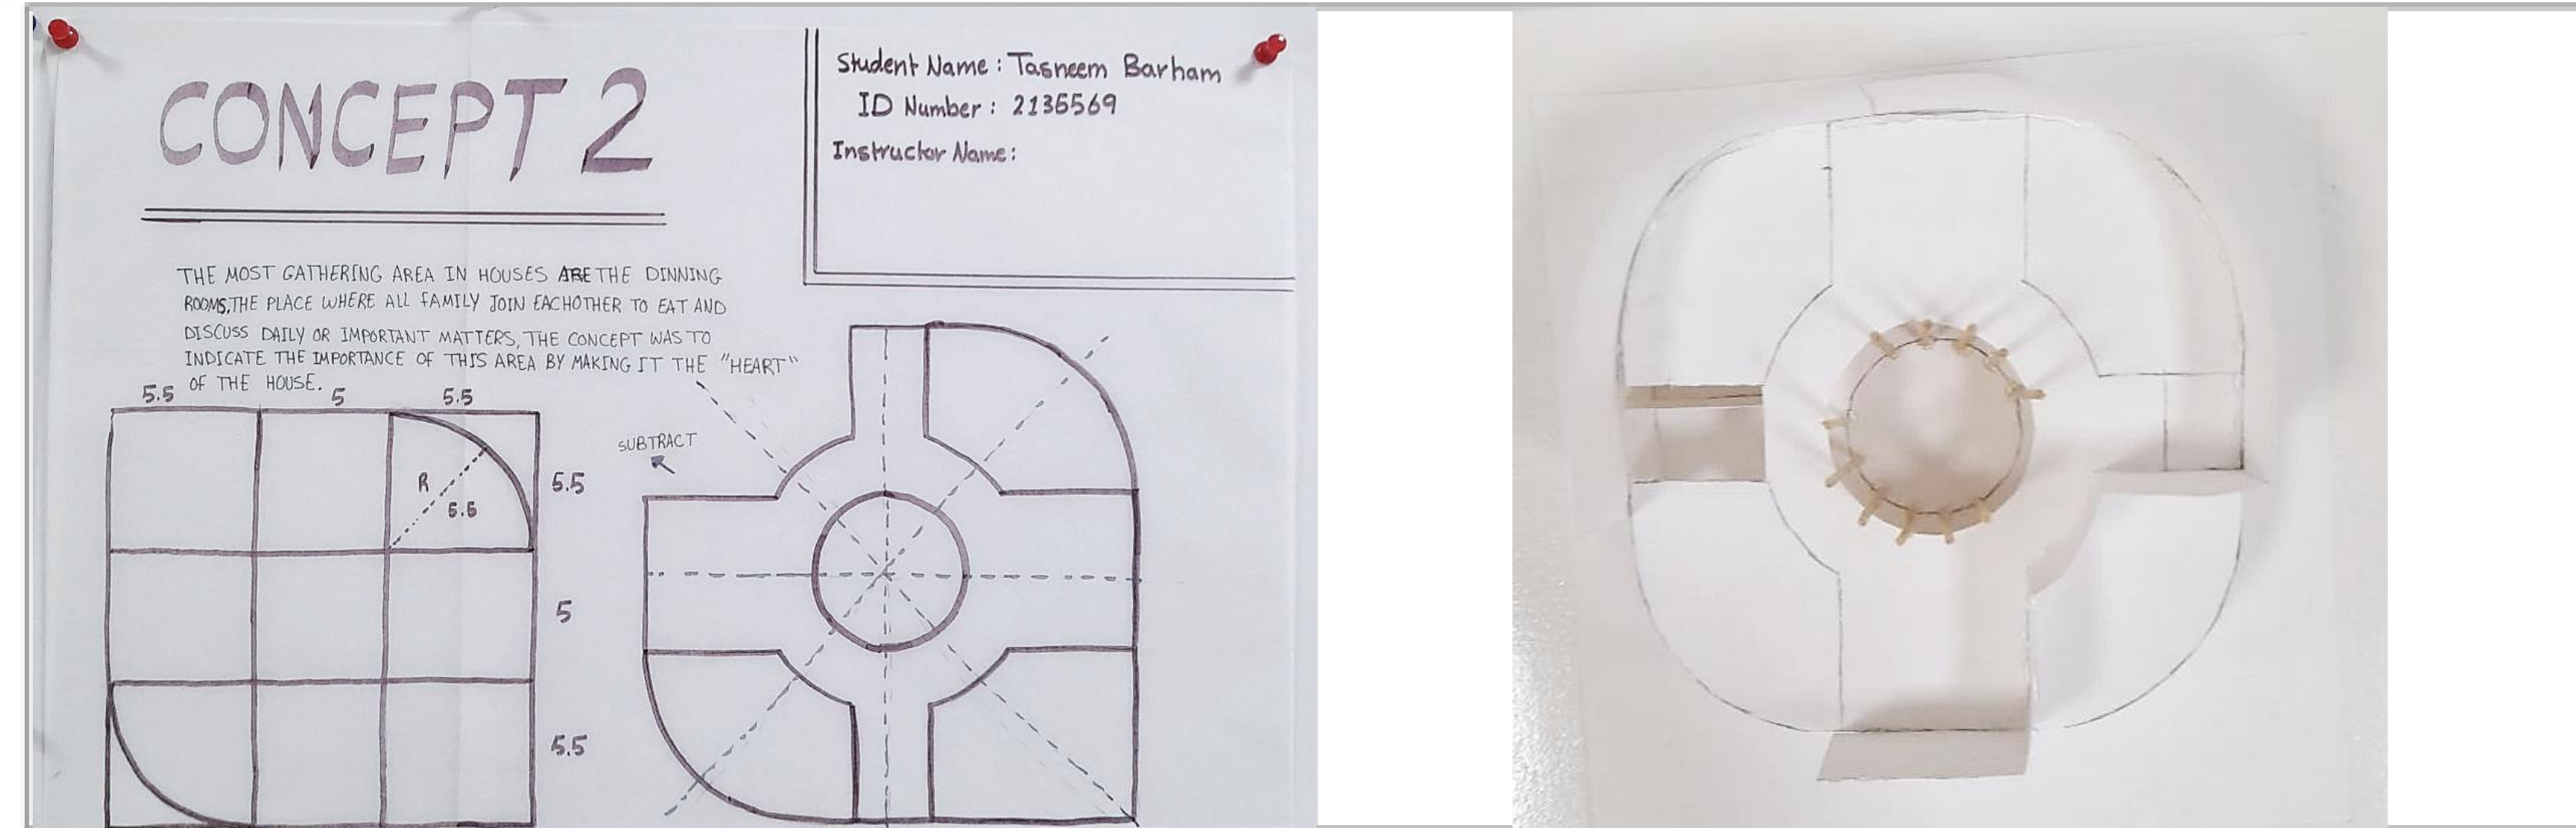 CONCEPT 2
Student Name : Tasneem Barham
ID Number : 2135569
Instructor Name :
THE MOST GATHERING AREA IN HOUSES ARE THE DINNING
ROOMS, THE PLACE WHERE ALL FAMILY JOIN EACHOTHER TO EAT AND
DISCUSS DAILY OR IMPORTANT MATTERS, THE CONCEPT WAS TO
INDICATE THE IMPORTANCE OF THIS AREA BY MAKING IT THE "HEART"
OF THE HOUSE.
5.5 5 5.5
SUBTRACT
R
5.5
5.5
5
5.5